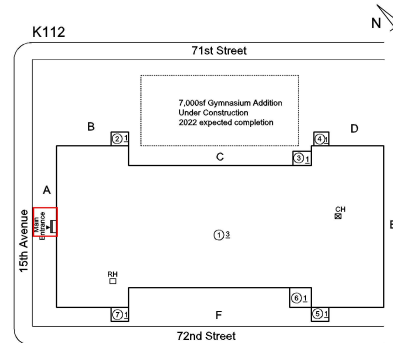 N
K112
71st Street
7,000sf Gymnasium Addition
Under Construction
2022 expected completion
B
2 1
4 1
D
C
3 1
A
Main
Entrance
15th Avenue
CH
1 3
E
RH
6 1
7 1
F
5 1
72nd Street